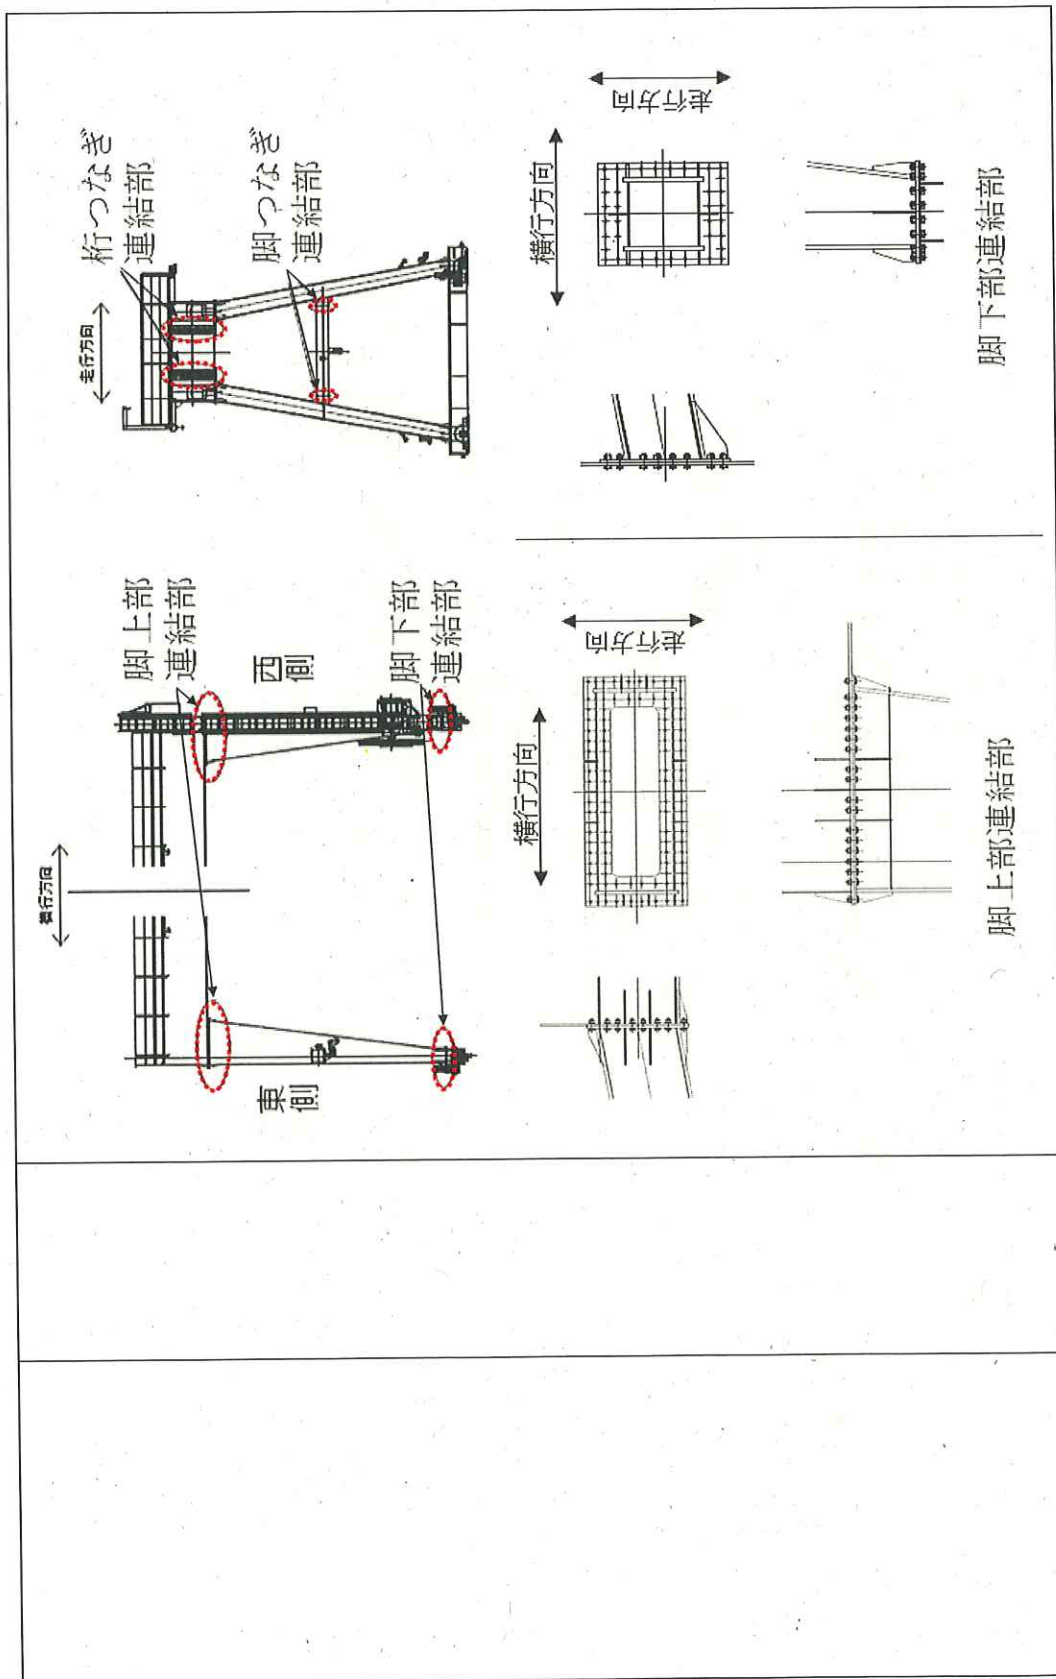 横行方向
脚上部
連結部
東側
西側
脚下部
連結部
走行方向
桁つなぎ
連結部
脚つなぎ
連結部
横行方向
走行方向
脚上部連結部
横行方向
走行方向
脚下部連結部